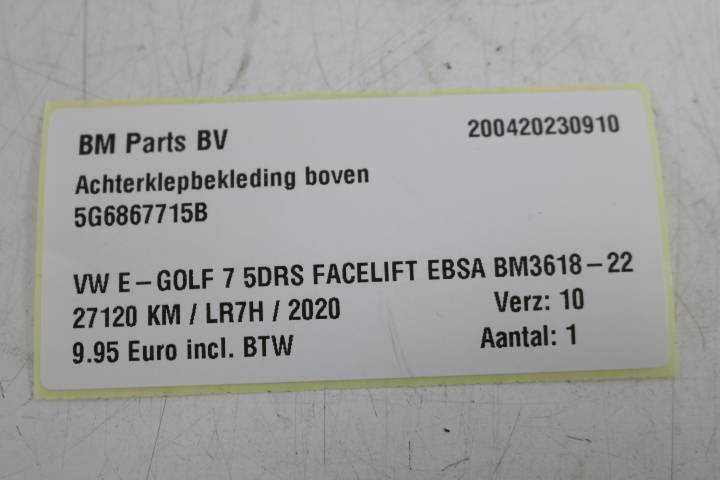 BM Parts BV 200420230910
Achterklepbekleding boven
5G6867715B
VW E-GOLF 7 5DRS FACELIFT EBSA BM3618-22
27120 KM / LR7H / 2020 Verz: 10
9.95 Euro incl. BTW Aantal: 1